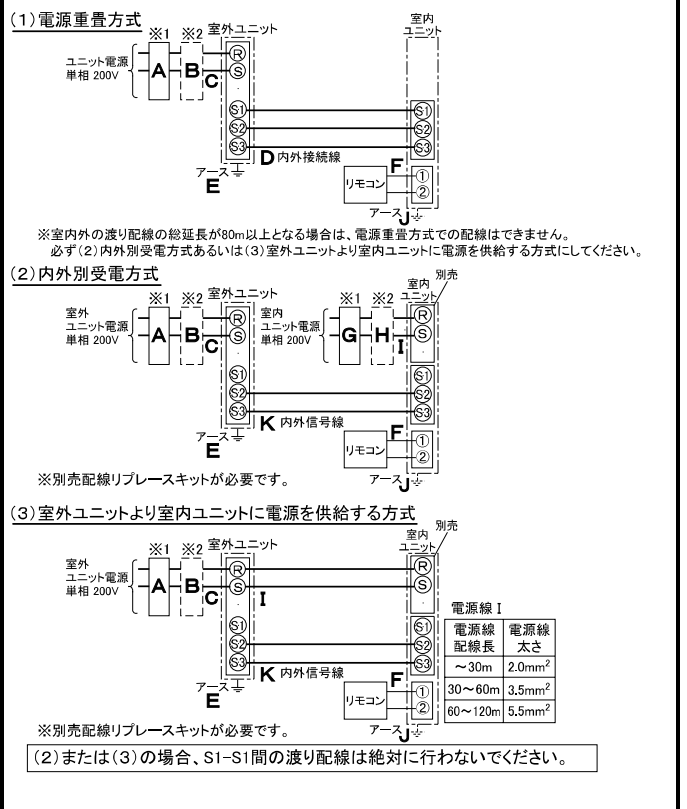 (1)電源重畳方式
※1 ※2 室外ユニット
室内
ユニット
ユニット電源
単相 200V
A B C
R
S
S1 S1
S2 S2
S3 S3
D 内外接続線
アース
E
F
リモコン
①
②
アース J
※室内外の渡り配線の総延長が80m以上となる場合は、電源重畳方式での配線はできません。
必ず(2)内外別受電方式あるいは(3)室外ユニットより室内ユニットに電源を供給する方式にしてください。
(2)内外別受電方式
※1 ※2 室外ユニット
※1 ※2
室内
ユニット
別売
室外
ユニット電源
単相 200V
A B C
R
S
室内
ユニット電源
単相 200V
G H I
R
S
S1 S1
S2 S2
S3 S3
K 内外信号線
アース
E
F
リモコン
①
②
アース J
※別売配線リプレースキットが必要です。
(3)室外ユニットより室内ユニットに電源を供給する方式
※1 ※2 室外ユニット
室内
ユニット
別売
室外
ユニット電源
単相 200V
A B C
R R
S S
I
S1 S1
S2 S2
S3 S3
K 内外信号線
アース
E
F
リモコン
①
②
アース J
電源線 I
電源線配線長 電源線太さ
~30m 2.0mm²
30~60m 3.5mm²
60~120m 5.5mm²
※別売配線リプレースキットが必要です。
(2)または(3)の場合、S1-S1間の渡り配線は絶対に行わないでください。